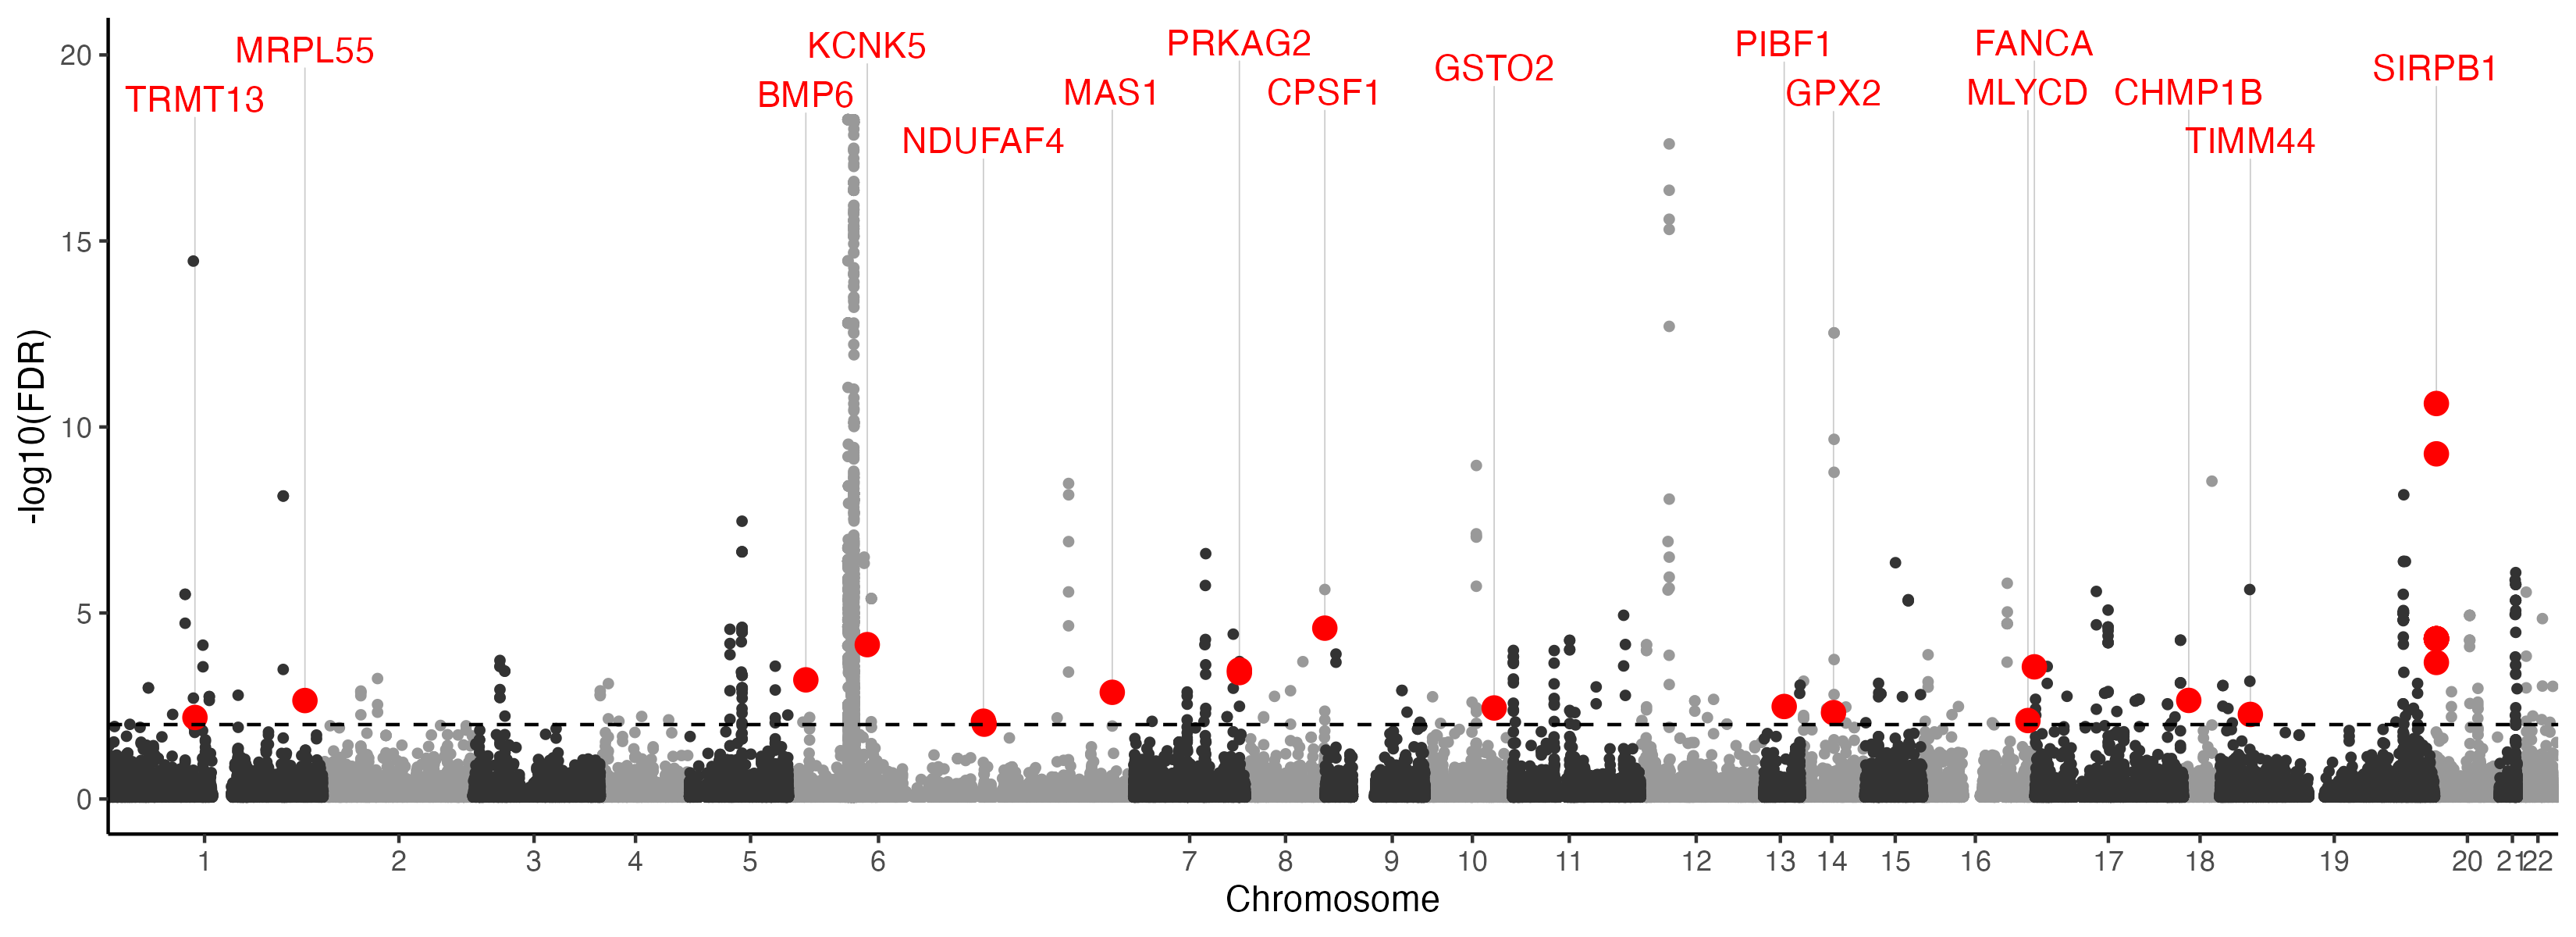 KCNK5
PRKAG2
PIBF1
FANCA
MRPL55
GSTO2
SIRPB1
TRMT13
BMP6
MAS1
CPSF1
GPX2
MLYCD
CHMP1B
NDUFAF4
TIMM44
-log10(FDR)
20
15
10
5
0
1 2 3 4 5 6 7 8 9 10 11 12 13 14 15 16 17 18 19 20 21 22
Chromosome